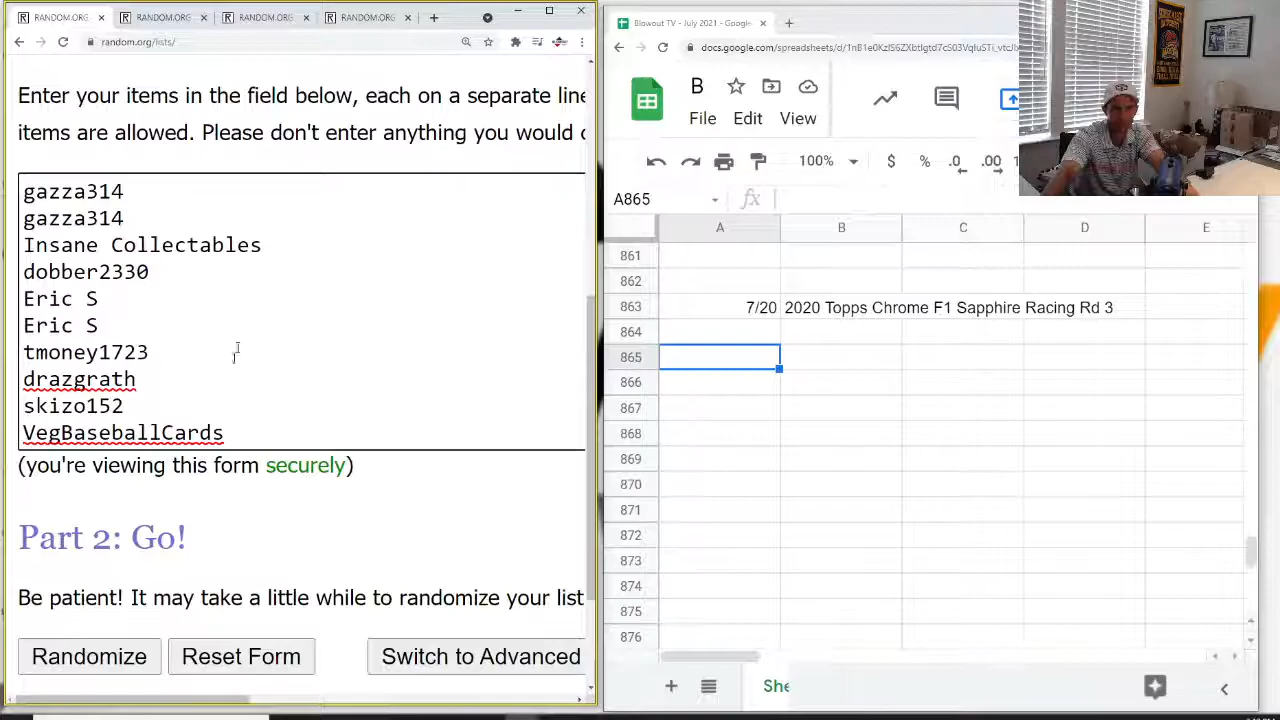 RANDOM.ORG
RANDOM.ORG
RANDOM.ORG
RANDOM.ORG
random.org/lists/
Enter your items in the field below, each on a separate line
items are allowed. Please don't enter anything you would
gazza314
gazza314
Insane Collectables
dobber2330
Eric S
Eric S
tmoney1723
drazgrath
skizo152
VegBaseballCards
(you're viewing this form securely)
Part 2: Go!
Be patient! It may take a little while to randomize your list
Randomize
Reset Form
Switch to Advanced
Blowout TV - July 2021 - Google
B
File Edit View
100% $ % .0 .00
A865 fx
A B C D E
861
862
863 7/20 2020 Topps Chrome F1 Sapphire Racing Rd 3
864
865
866
867
868
869
870
871
872
873
874
875
876
She